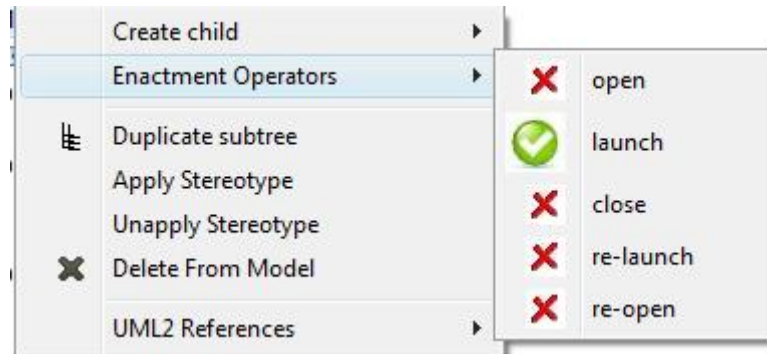 Create child
Enactment Operators
Duplicate subtree
Apply Stereotype
Unapply Stereotype
Delete From Model
UML2 References
open
launch
close
re-launch
re-open